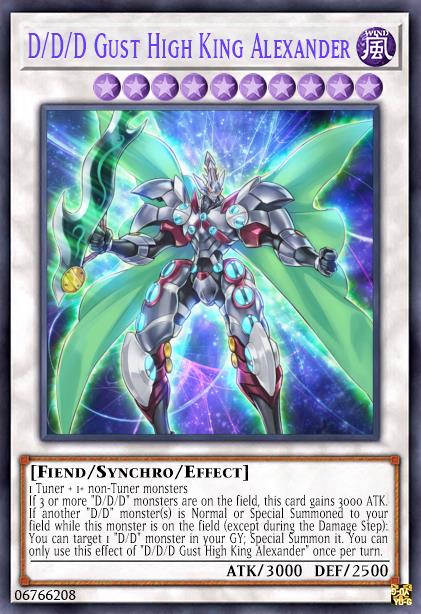 D/D/D Gust High King Alexander
WIND
風
[Fiend/Synchro/Effect]
1 Tuner + 1+ non-Tuner monsters
If 3 or more "D/D/D" monsters are on the field, this card gains 3000 ATK.
If another "D/D" monster(s) is Normal or Special Summoned to your
field while this monster is on the field (except during the Damage Step):
You can target 1 "D/D" monster in your GY; Special Summon it. You can
only use this effect of "D/D/D Gust High King Alexander" once per turn.
ATK/3000 DEF/2500
06766208